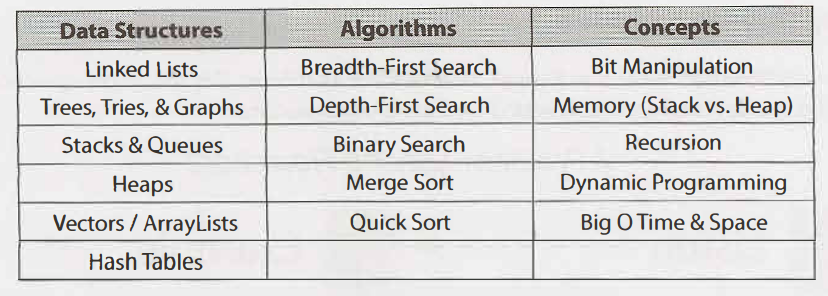 Data Structures Algorithms Concepts
Linked Lists Breadth-First Search Bit Manipulation
Trees, Tries, & Graphs Depth-First Search Memory (Stack vs. Heap)
Stacks & Queues Binary Search Recursion
Heaps Merge Sort Dynamic Programming
Vectors / ArrayLists Quick Sort Big O Time & Space
Hash Tables